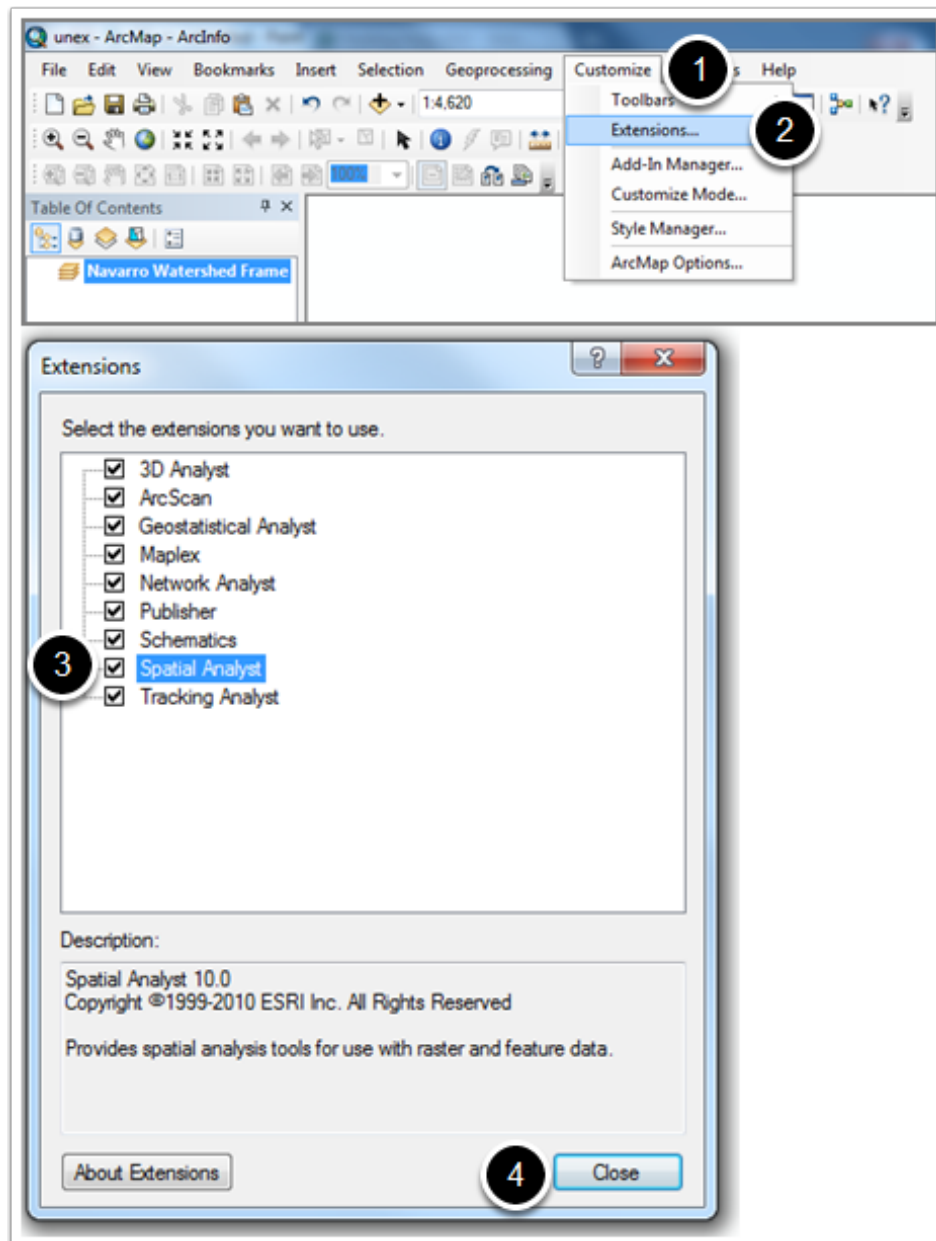 unex - ArcMap - ArcInfo
File Edit View Bookmarks Insert Selection Geoprocessing Customize 1 s Help
1:4,620
Toolbars
Extensions... 2
Add-In Manager...
100%
Customize Mode...
Table Of Contents
Style Manager...
Navarro Watershed Frame
ArcMap Options...
Extensions
Select the extensions you want to use.
3D Analyst
ArcScan
Geostatistical Analyst
Maplex
Network Analyst
Publisher
Schematics
3 Spatial Analyst
Tracking Analyst
Description:
Spatial Analyst 10.0
Copyright ©1999-2010 ESRI Inc. All Rights Reserved
Provides spatial analysis tools for use with raster and feature data.
About Extensions 4 Close